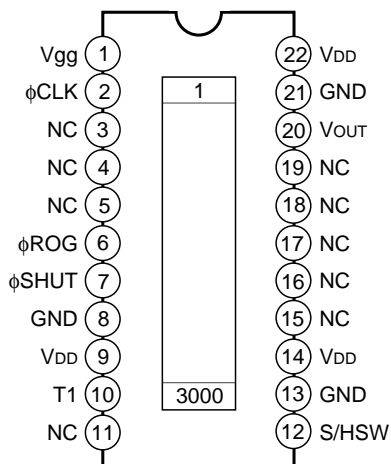 Vgg 1 22 VDD
ϕCLK 2 1 21 GND
NC 3 20 VOUT
NC 4 19 NC
NC 5 18 NC
ϕROG 6 17 NC
ϕSHUT 7 16 NC
GND 8 15 NC
VDD 9 14 VDD
T1 10 3000 13 GND
NC 11 12 S/HSW